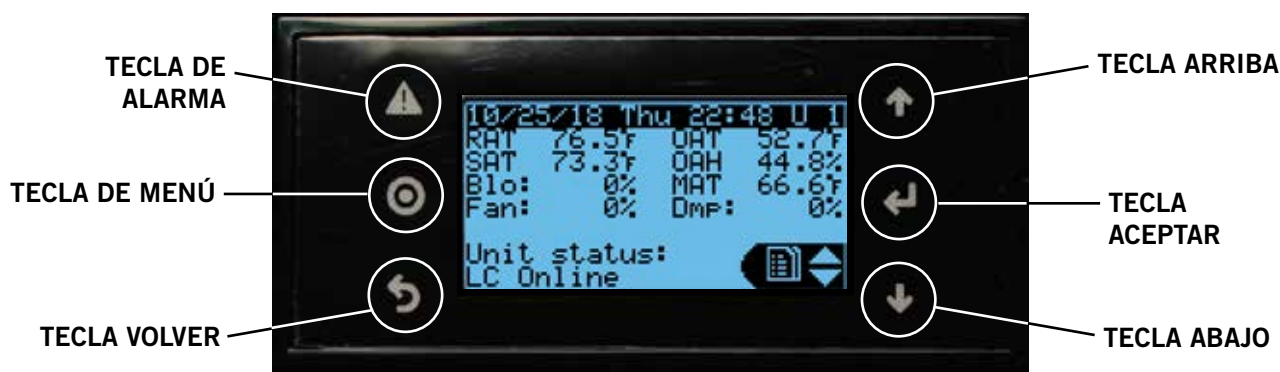 TECLA DE
ALARMA
TECLA DE MENÚ
TECLA VOLVER
10/25/18 Thu 22:48 U 1
RAT 76.5°F OAT 52.7°F
SAT 73.3°F OAH 44.8%
Blo: 0% MAT 66.6°F
Fan: 0% Dmp: 0%
Unit status:
LC Online
TECLA ARRIBA
TECLA
ACEPTAR
TECLA ABAJO